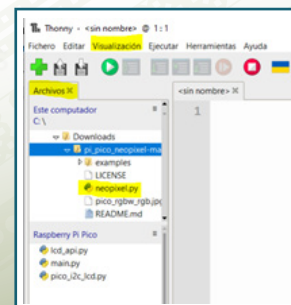 Thonny - <sin nombre> @ 1:1
Fichero Editar Visualización Ejecutar Herramientas Ayuda
Archivos
<sin nombre>
Este computador
C:\
1
Downloads
pi_pico_neopixel-ma
examples
LICENSE
neopixel.py
pico_rgbw_rgb.jpg
README.md
Raspberry Pi Pico
lcd_api.py
main.py
pico_i2c_lcd.py